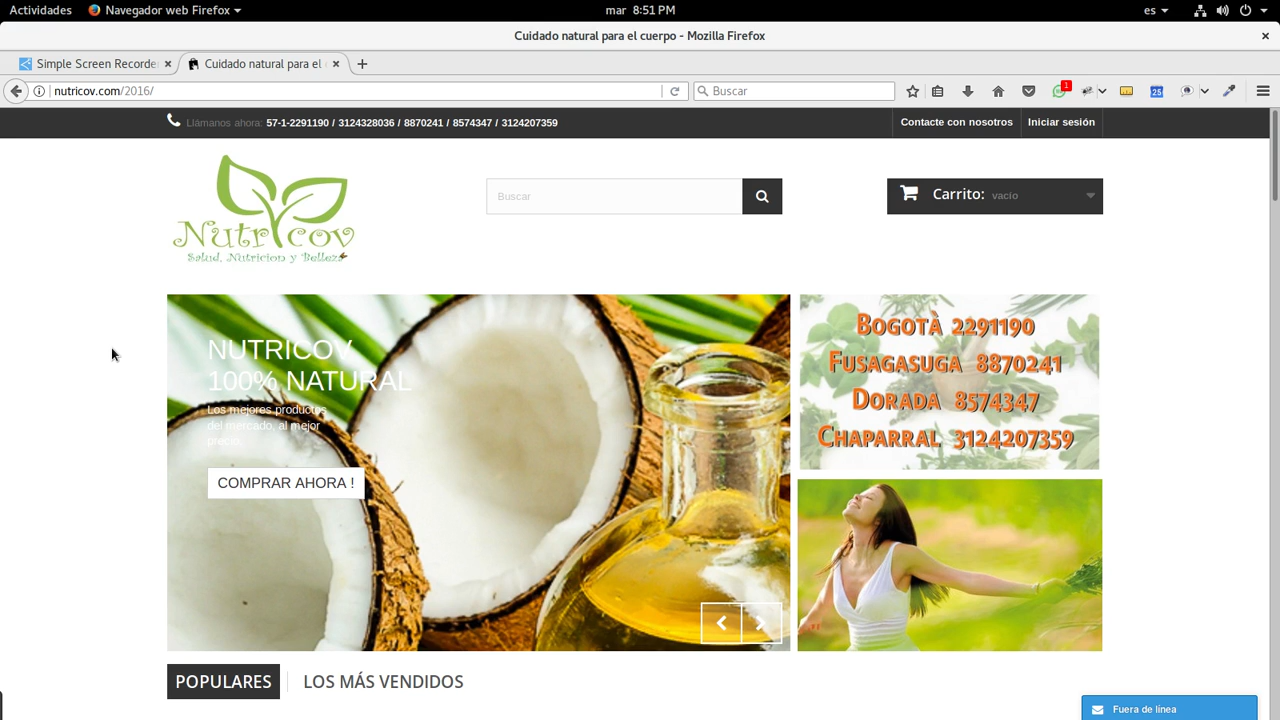 Actividades
Navegador web Firefox
mar 8:51 PM
es
Cuidado natural para el cuerpo - Mozilla Firefox
Simple Screen Recorde
Cuidado natural para el
nutricov.com/2016/
Buscar
1
25
Llámanos ahora: 57-1-2291190 / 3124328036 / 8870241 / 8574347 / 3124207359
Contacte con nosotros
Iniciar sesión
Nutricov
Salud, Nutricion y Belleza
Buscar
Carrito: vacío
NUTRICOV
100% NATURAL
Los mejores productos
del mercado, al mejor
precio.
COMPRAR AHORA !
Bogotà 2291190
Fusagasuga 8870241
Dorada 8574347
Chaparral 3124207359
POPULARES
LOS MÁS VENDIDOS
Fuera de línea